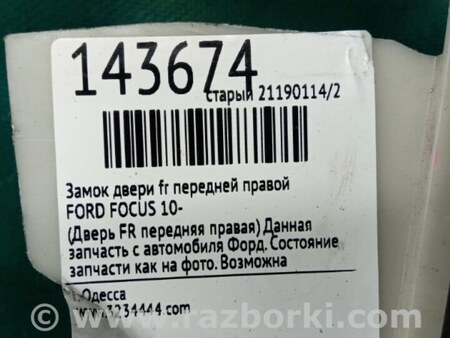 143674
старый 21190114/2
Замок двери fr передней правой
FORD FOCUS 10-
(Дверь FR передняя правая) Данная
запчасть с автомобиля Форд. Состояние
запчасти как на фото. Возможна
г. Одесса
3234444.com
© www.razborki.com